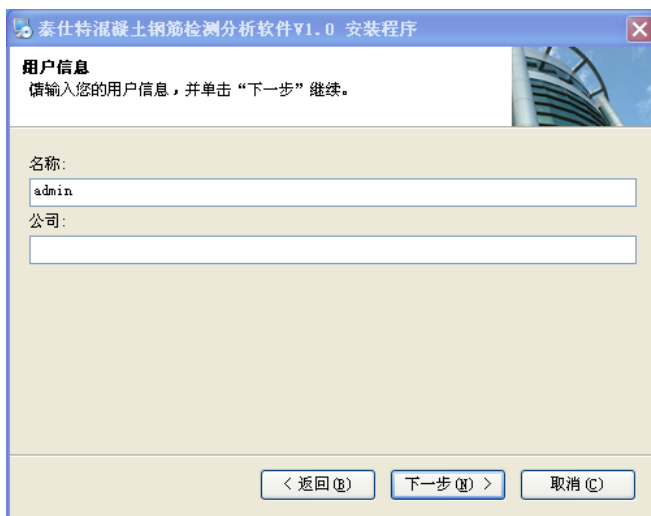 泰仕特混凝土钢筋检测分析软件V1.0 安装程序
用户信息
请输入您的用户信息，并单击“下一步”继续。
名称:
admin
公司:
< 返回(B)
下一步(N) >
取消(C)